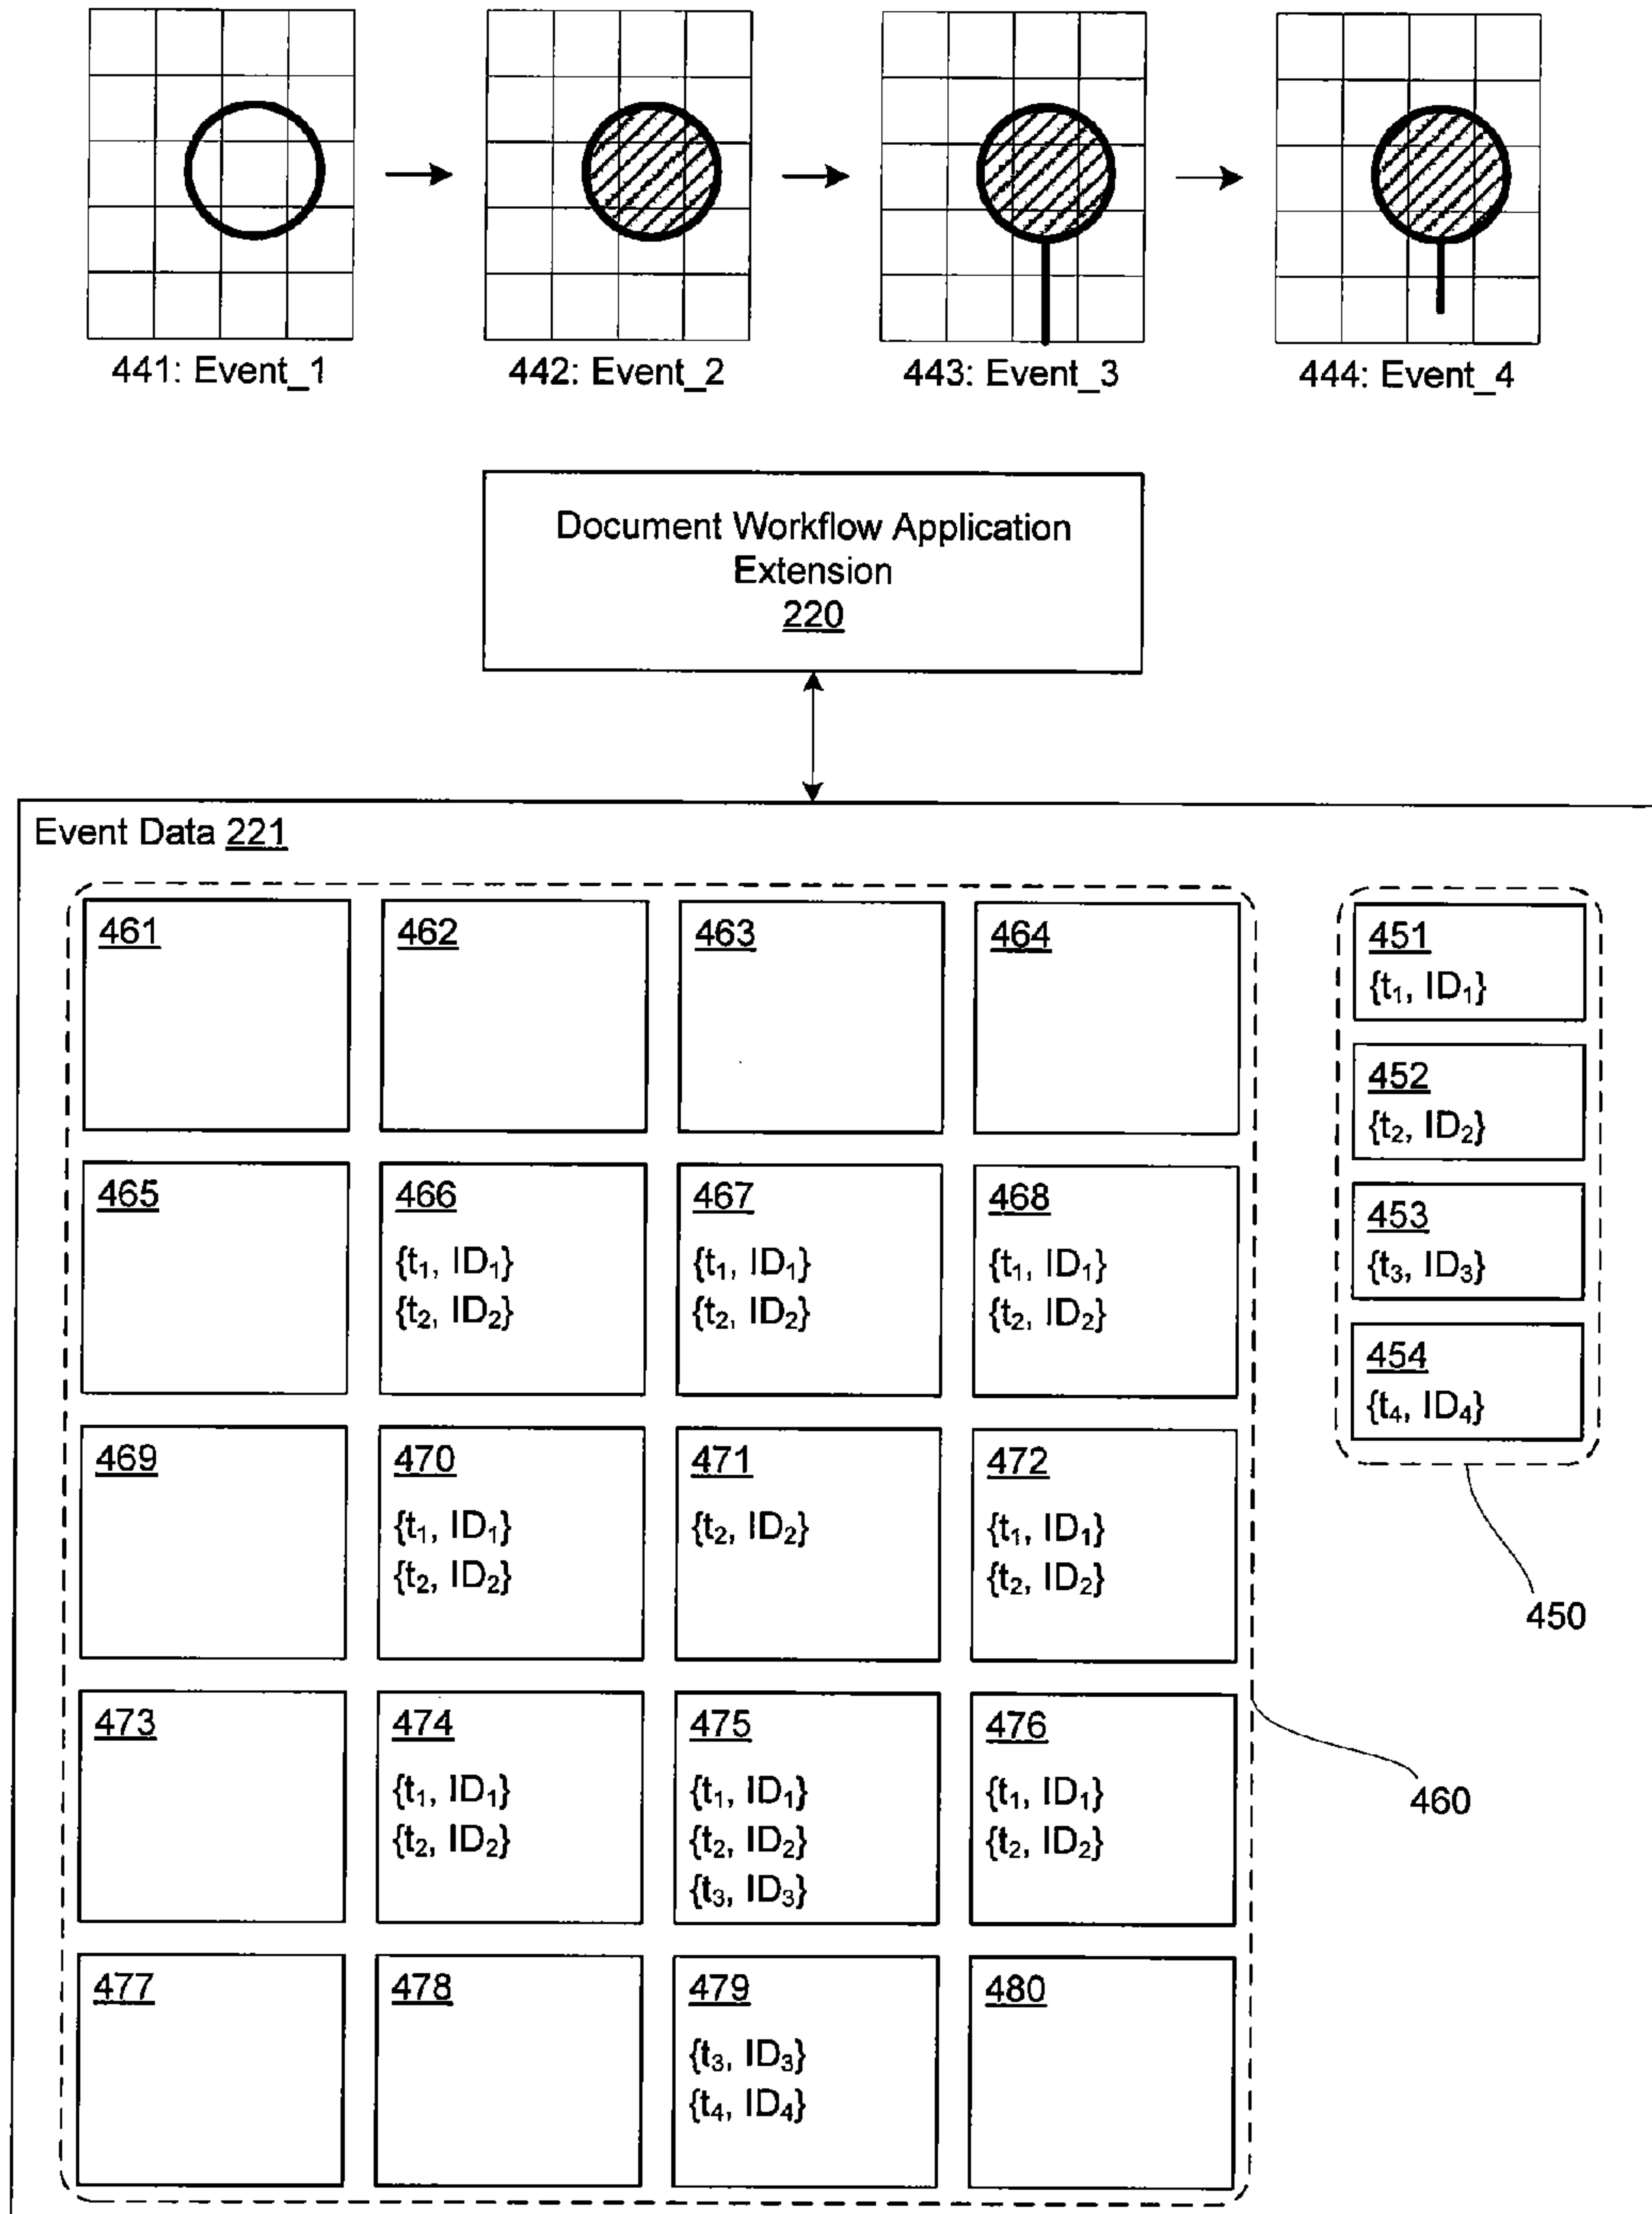 441: Event_1
442: Event_2
443: Event_3
444: Event_4
Document Workflow Application
Extension
220
Event Data 221
461
462
463
464
465
466
{t₁, ID₁}
{t₂, ID₂}
467
{t₁, ID₁}
{t₂, ID₂}
468
{t₁, ID₁}
{t₂, ID₂}
469
470
{t₁, ID₁}
{t₂, ID₂}
471
{t₂, ID₂}
472
{t₁, ID₁}
{t₂, ID₂}
473
474
{t₁, ID₁}
{t₂, ID₂}
475
{t₁, ID₁}
{t₂, ID₂}
{t₃, ID₃}
476
{t₁, ID₁}
{t₂, ID₂}
477
478
479
{t₃, ID₃}
{t₄, ID₄}
480
451
{t₁, ID₁}
452
{t₂, ID₂}
453
{t₃, ID₃}
454
{t₄, ID₄}
450
460